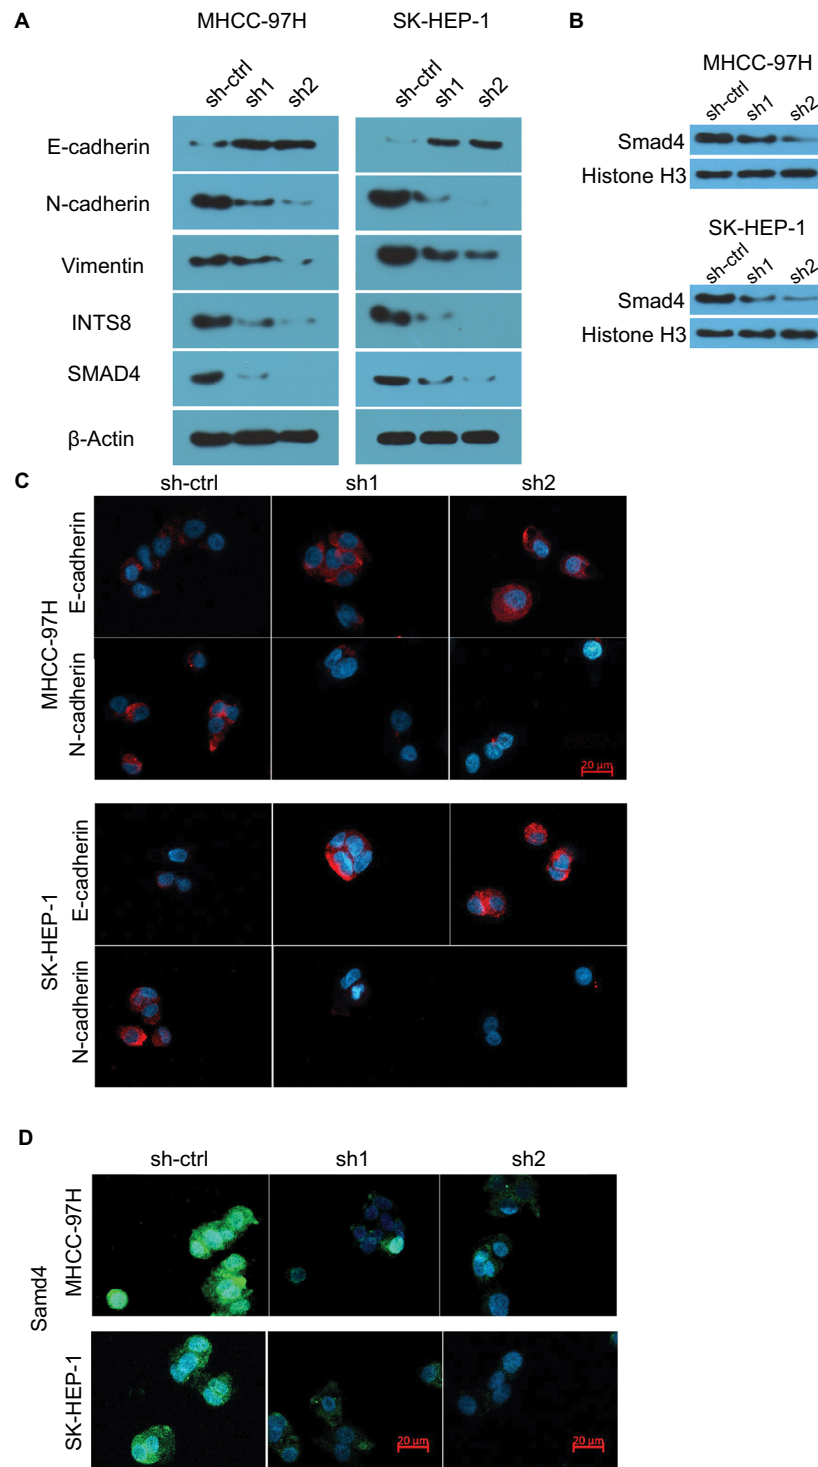 A
MHCC-97H
SK-HEP-1
B
sh-ctrl
sh1
sh2
sh-ctrl
sh1
sh2
E-cadherin
N-cadherin
Vimentin
INTS8
SMAD4
β-Actin
MHCC-97H
sh-ctrl
sh1
sh2
Smad4
Histone H3
SK-HEP-1
sh-ctrl
sh1
sh2
Smad4
Histone H3
C
sh-ctrl
sh1
sh2
MHCC-97H
E-cadherin
N-cadherin
20 µm
SK-HEP-1
E-cadherin
N-cadherin
D
sh-ctrl
sh1
sh2
Samd4
MHCC-97H
SK-HEP-1
20 µm
20 µm